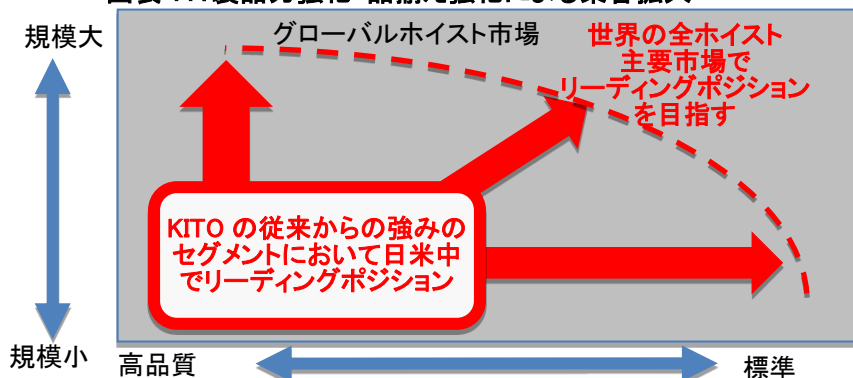 規模大
グローバルホイスト市場
世界の全ホイスト
主要市場で
リーディングポジション
を目指す
KITO の従来からの強みの
セグメントにおいて日米中
でリーディングポジション
規模小
高品質
標準